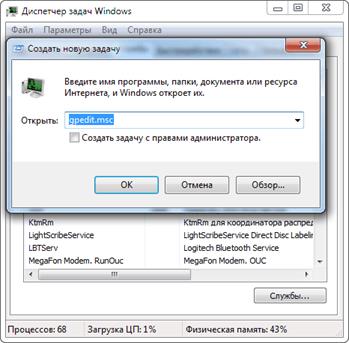 Диспетчер задач Windows
Файл Параметры Вид Справка
Создать новую задачу
Введите имя программы, папки, документа или ресурса
Интернета, и Windows откроет их.
Открыть: gpedit.msc
Создать задачу с правами администратора.
OK Отмена Обзор...
KtmRm KtmRm для координатора распред
LightScribeService LightScribeService Direct Disc Labelin
LBTServ Logitech Bluetooth Service
MegaFon Modem. RunOuc MegaFon Modem. OUC
Службы...
Процессов: 68 Загрузка ЦП: 1% Физическая память: 43%